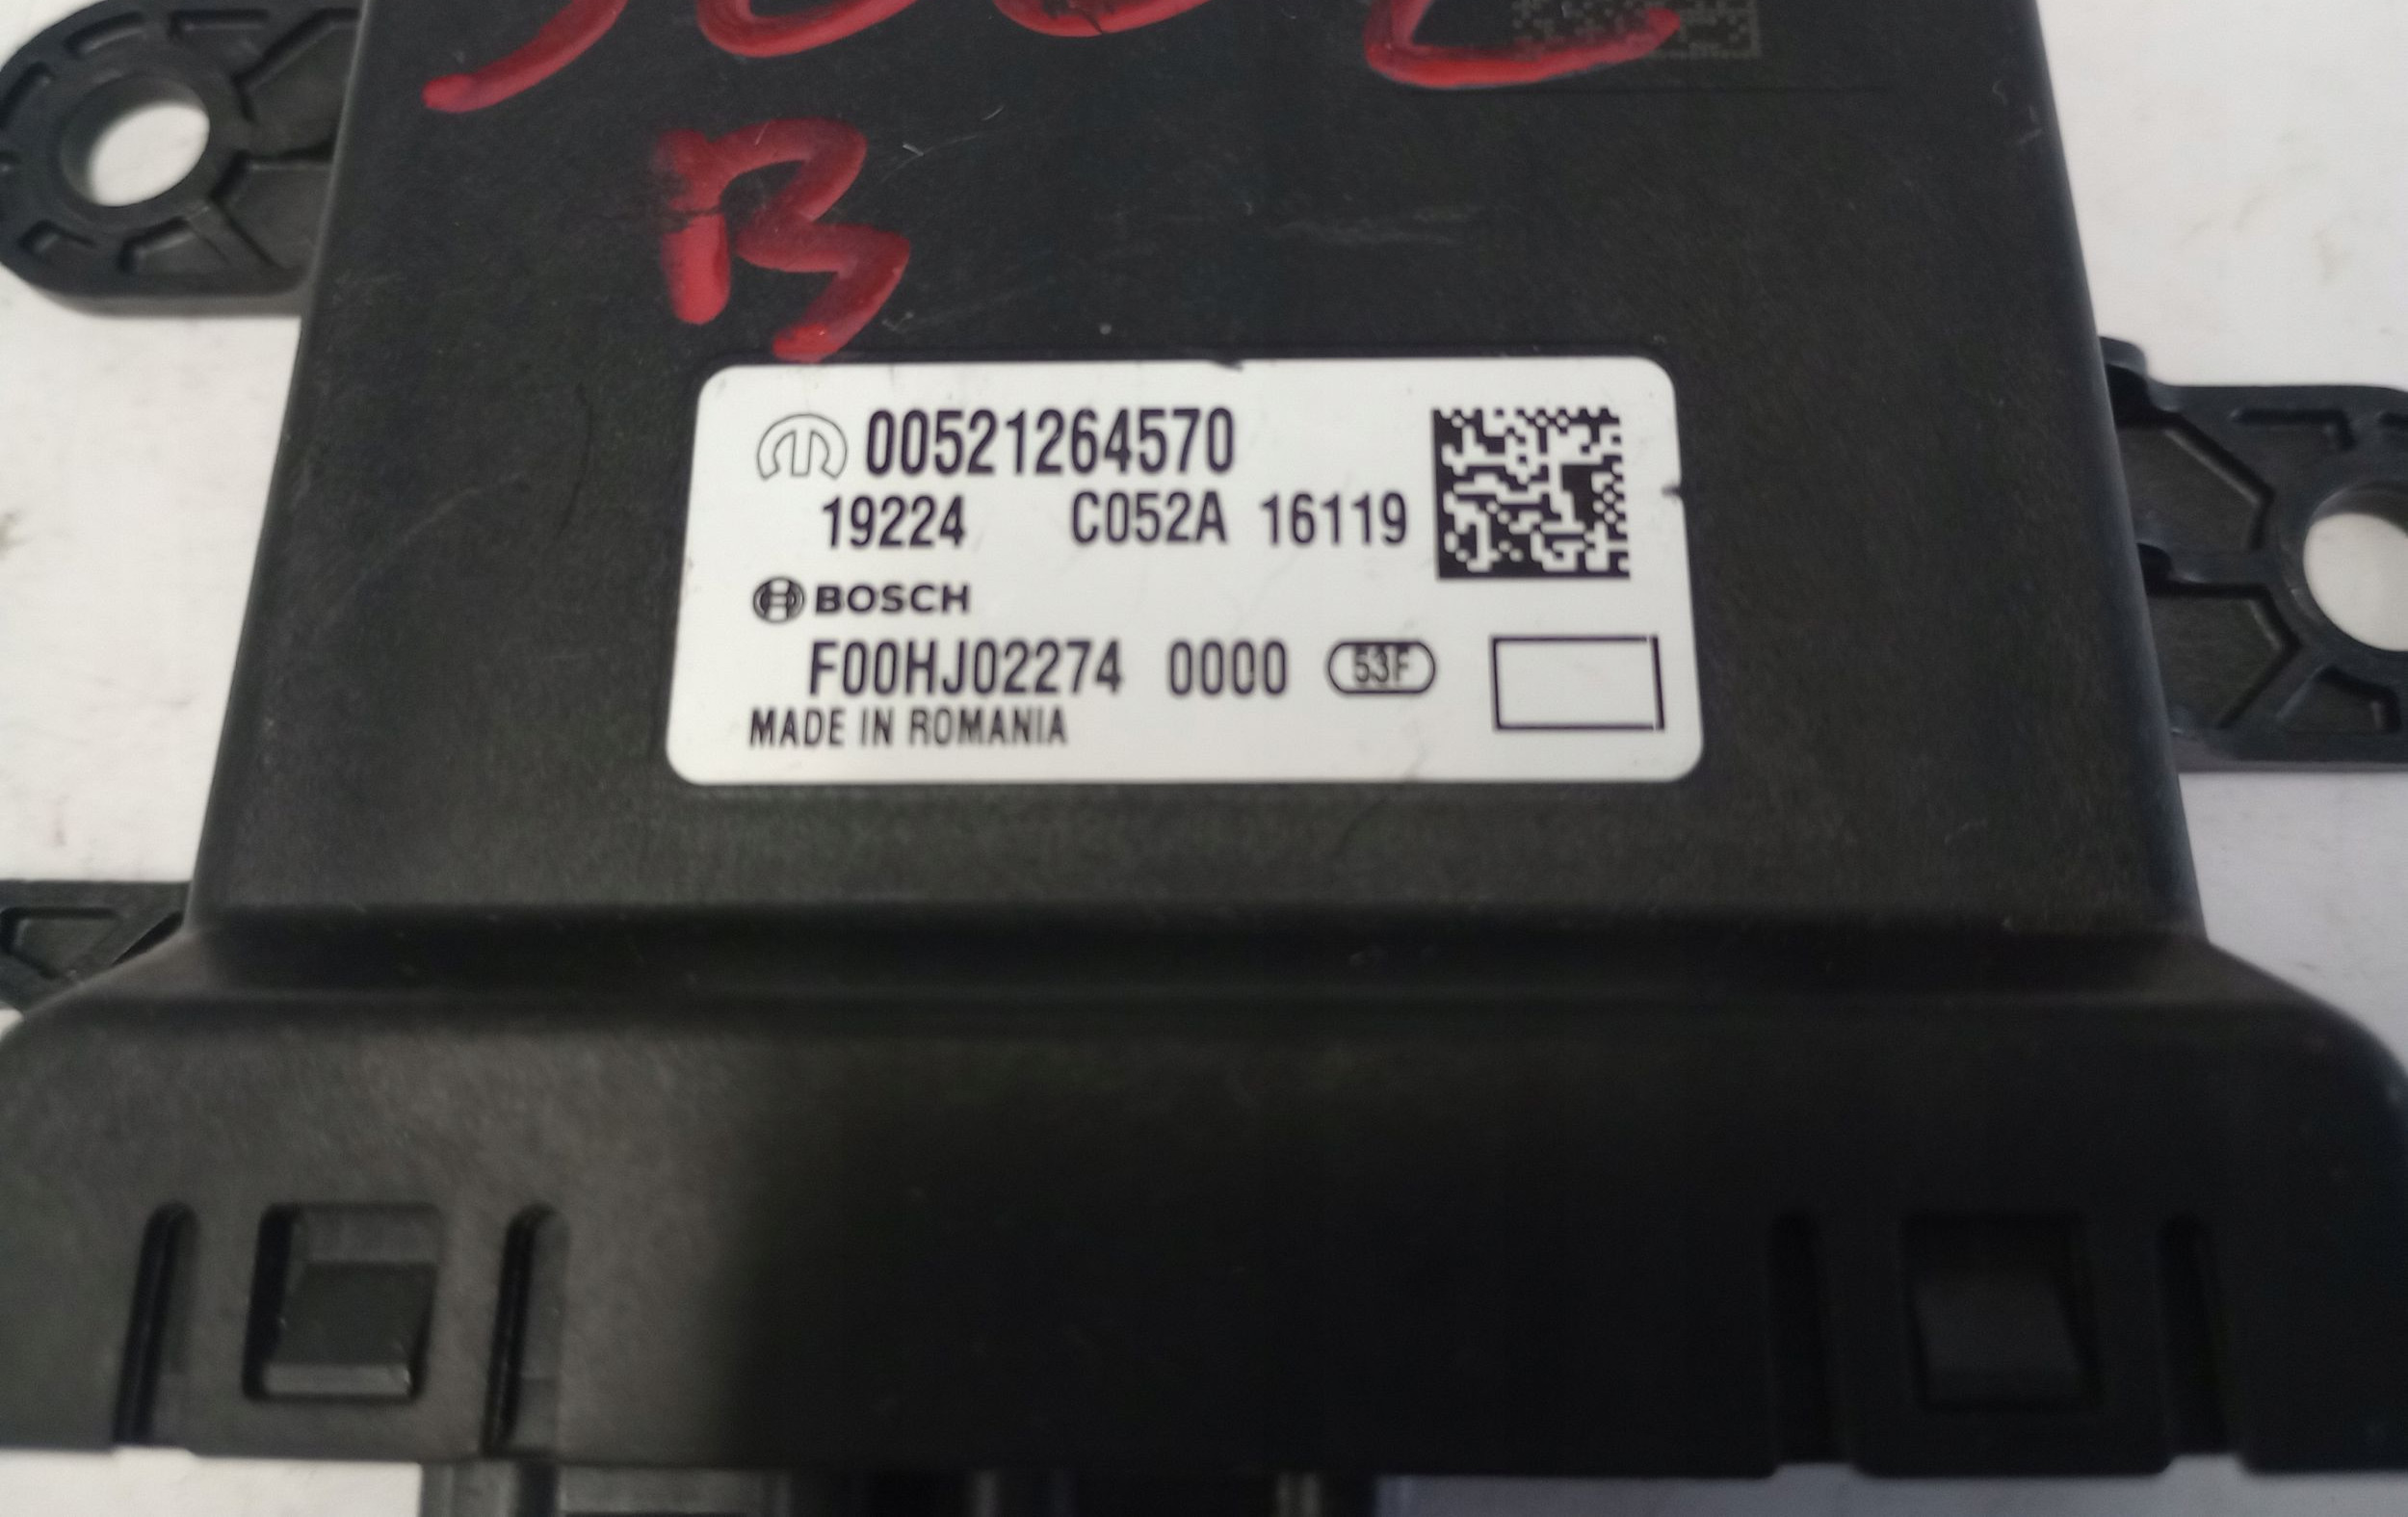 B
00521264570
19224 C052A 16119
BOSCH
F00HJ02274 0000 53F
MADE IN ROMANIA